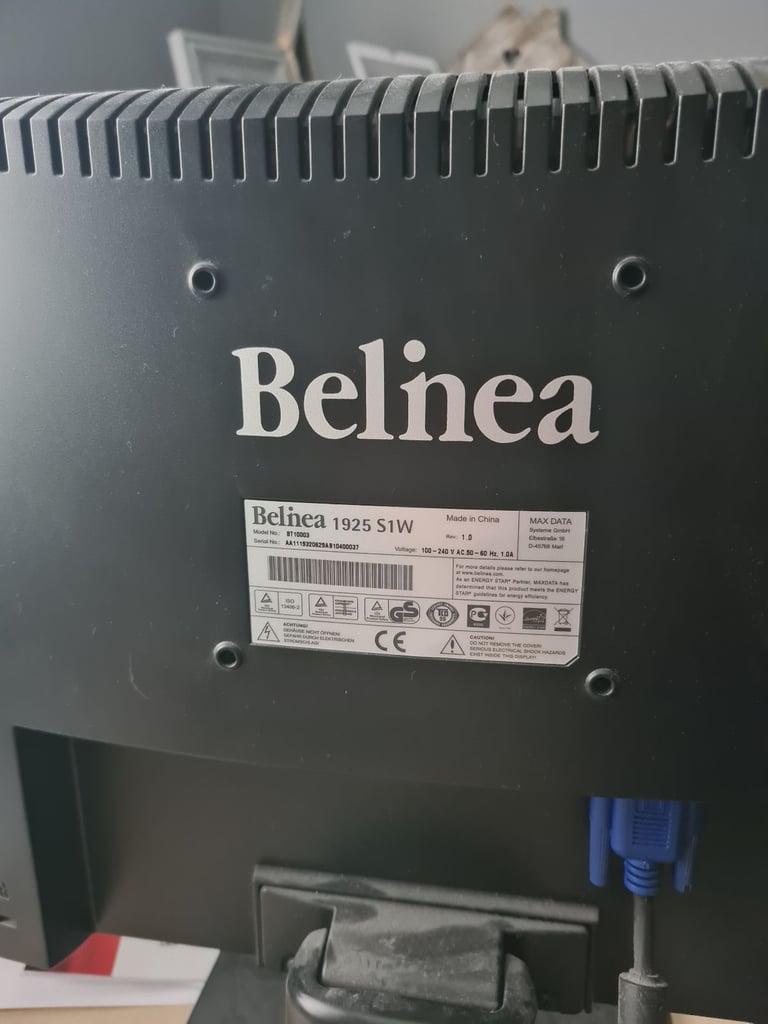 Belinea
Belinea 1925 S1W
Made in China
Model No.: BT10003
Rev.: 1.0
Serial No.: AA1119320629AB10400037
Voltage: 100-240 V AC.50-60 Hz, 1.0A
MAX DATA
Systeme GmbH
Elbestraße 16
D-45768 Marl
For more details please refer to our homepage
at www.belinea.com.
As an ENERGY STAR® Partner, MAXDATA has
determined that this product meets the ENERGY
STAR® guidelines for energy efficiency.
ISO
13406-2
GS
ACHTUNG!
GEHÄUSE NICHT ÖFFNEN!
GEFAHR DURCH ELEKTRISCHEN
STROMSCHLAG!
CE
CAUTION!
DO NOT REMOVE THE COVER!
SERIOUS ELECTRICAL SHOCK HAZARDS
EXIST INSIDE THIS DISPLAY!